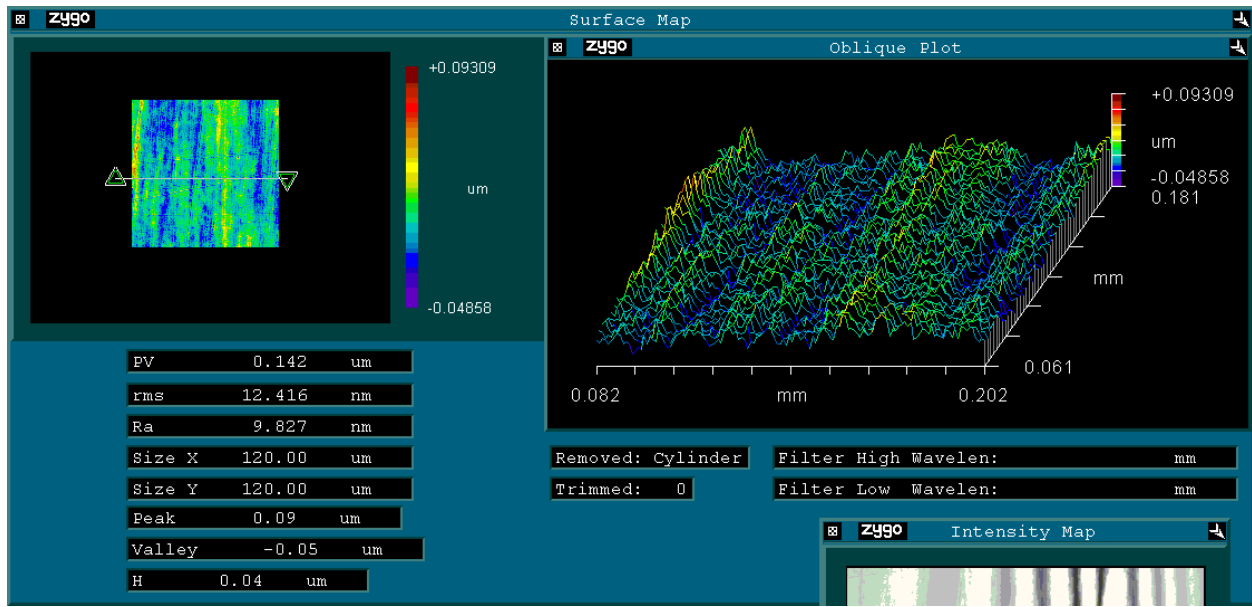 zygo Surface Map
+0.09309
um
-0.04858
zygo Oblique Plot
+0.09309
um
-0.04858
0.181
mm
0.061
0.082 mm 0.202
PV 0.142 um
rms 12.416 nm
Ra 9.827 nm
Size X 120.00 um
Size Y 120.00 um
Peak 0.09 um
Valley -0.05 um
H 0.04 um
Removed: Cylinder
Trimmed: 0
Filter High Wavelen: mm
Filter Low Wavelen: mm
zygo Intensity Map